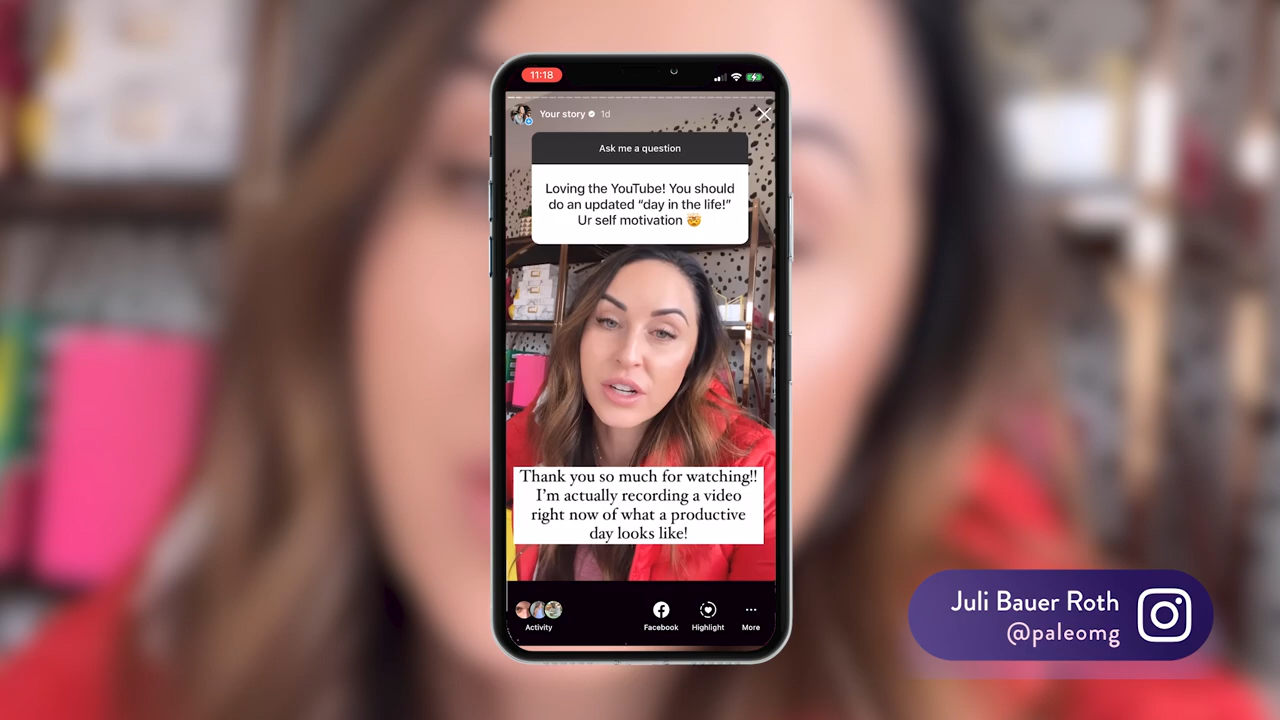 11:18
Your story 1d
Ask me a question
Loving the YouTube! You should
do an updated “day in the life!”
Ur self motivation 🤯
Thank you so much for watching!!
I'm actually recording a video
right now of what a productive
day looks like!
Activity
Facebook
Highlight
More
Juli Bauer Roth
@paleomg